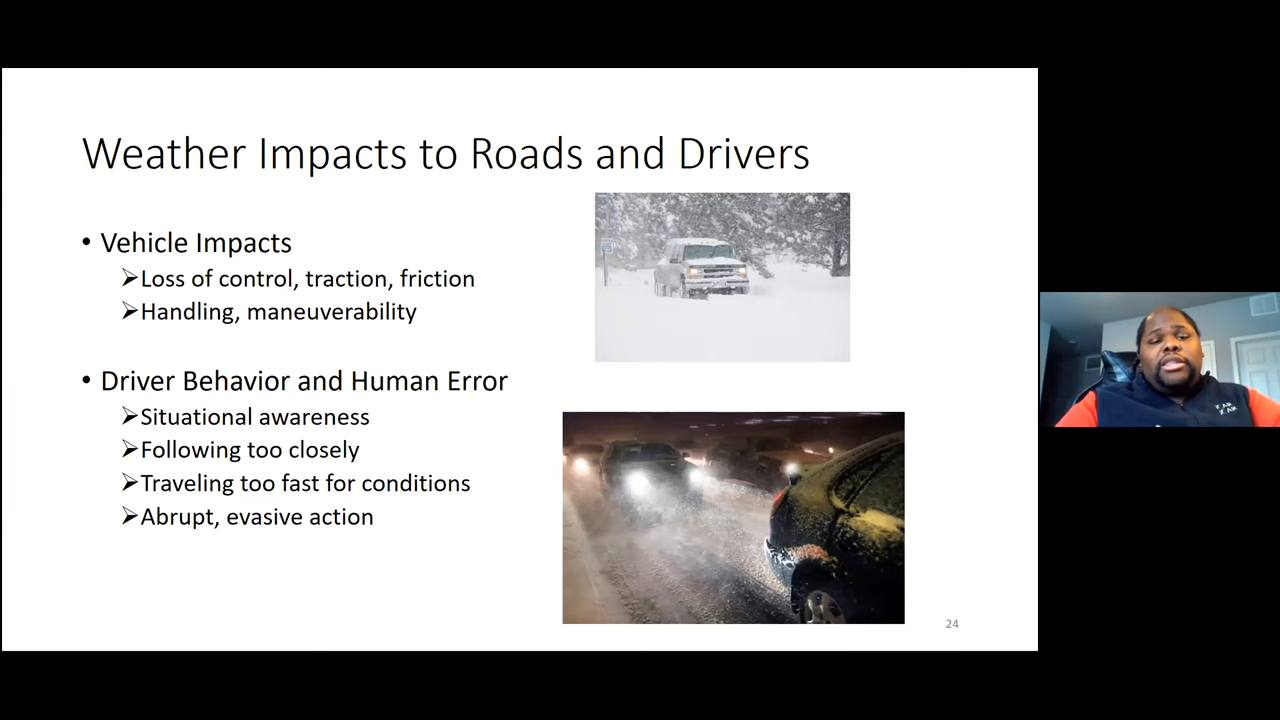 Weather Impacts to Roads and Drivers
• Vehicle Impacts
➢Loss of control, traction, friction
➢Handling, maneuverability
• Driver Behavior and Human Error
➢Situational awareness
➢Following too closely
➢Traveling too fast for conditions
➢Abrupt, evasive action
24